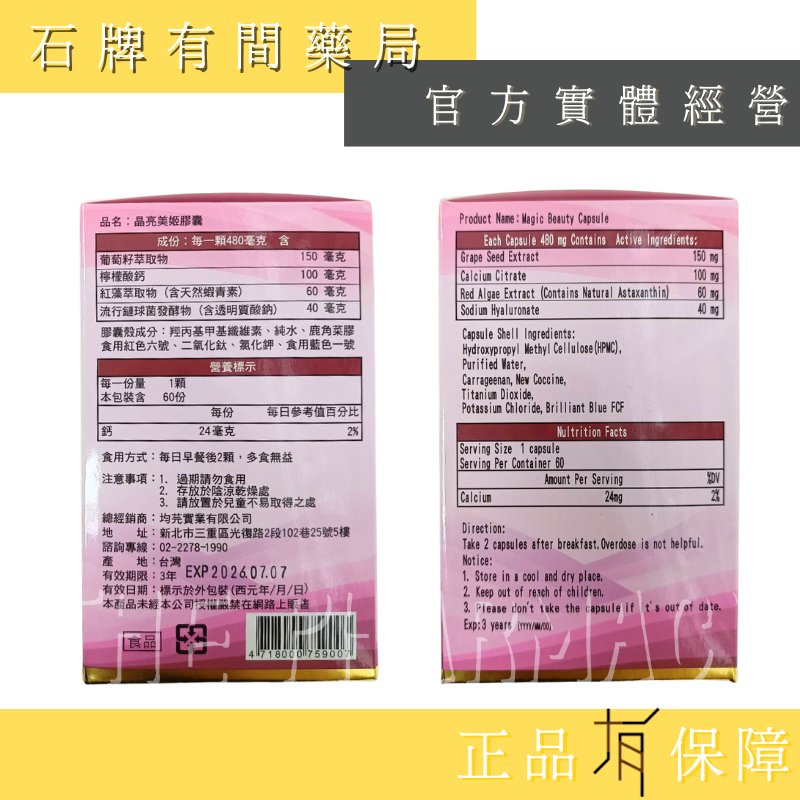 石牌有間藥局
官方實體經營
品名：晶亮美姬膠囊
成份：每一顆480毫克 含
葡萄籽萃取物 150 毫克
檸檬酸鈣 100 毫克
紅藻萃取物（含天然蝦青素） 60 毫克
流行鏈球菌發酵物（含透明質酸鈉） 40 毫克
膠囊殼成分：羥丙基甲基纖維素、純水、鹿角菜膠
食用紅色六號、二氧化鈦、氯化鉀、食用藍色一號
營養標示
每一份量 1顆
本包裝含 60份
每份 每日參考值百分比
鈣 24毫克 2%
食用方式：每日早餐後2顆，多食無益
注意事項：1. 過期請勿食用
2. 存放於陰涼乾燥處
3. 請放置於兒童不易取得之處
總經銷商：均芫實業有限公司
地 址：新北市三重區光復路2段102巷25號5樓
諮詢專線：02-2278-1990
產 地：台灣
有效期限：3年 EXP2026.07.07
有效日期：標示於外包裝（西元年/月/日）
本產品未經本公司授權嚴禁在網路上販售
食品
4 718000 759007
Product Name：Magic Beauty Capsule
Each Capsule 480 mg Contains Active Ingredients:
Grape Seed Extract 150 mg
Calcium Citrate 100 mg
Red Algae Extract (Contains Natural Astaxanthin) 60 mg
Sodium Hyaluronate 40 mg
Capsule Shell Ingredients:
Hydroxypropyl Methyl Cellulose(HPMC),
Purified Water,
Carrageenan, New Coccine,
Titanium Dioxide,
Potassium Chloride, Brilliant Blue FCF
Nultrition Facts
Serving Size 1 capsule
Serving Per Container 60
Amount Per Serving %DV
Calcium 24mg 2%
Direction:
Take 2 capsules after breakfast.Overdose is not helpful.
Notice:
1. Store in a cool and dry place.
2. Keep out of reach of children.
3. Please don't take the capsule if it's out of date.
Exp:3 years (YYYY/MM/DD)
正品有保障